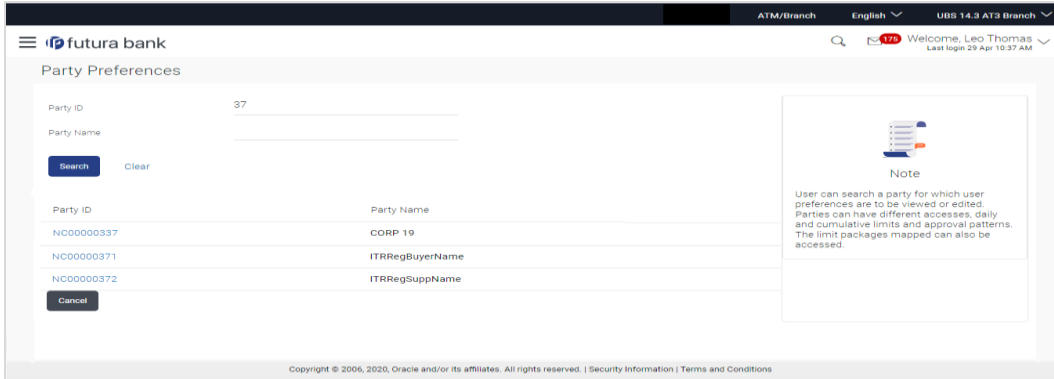 ATM/Branch English UBS 14.3 AT3 Branch
futura bank 175 Welcome, Leo Thomas
Last login 29 Apr 10:37 AM
Party Preferences
Party ID 37
Party Name
Search Clear
Party ID Party Name
NC00000337 CORP 19
NC00000371 ITRRegBuyerName
NC00000372 ITRRegSuppName
Cancel
Note
User can search a party for which user
preferences are to be viewed or edited.
Parties can have different accesses, daily
and cumulative limits and approval patterns.
The limit packages mapped can also be
accessed.
Copyright © 2006, 2020, Oracle and/or its affiliates. All rights reserved. | Security Information | Terms and Conditions